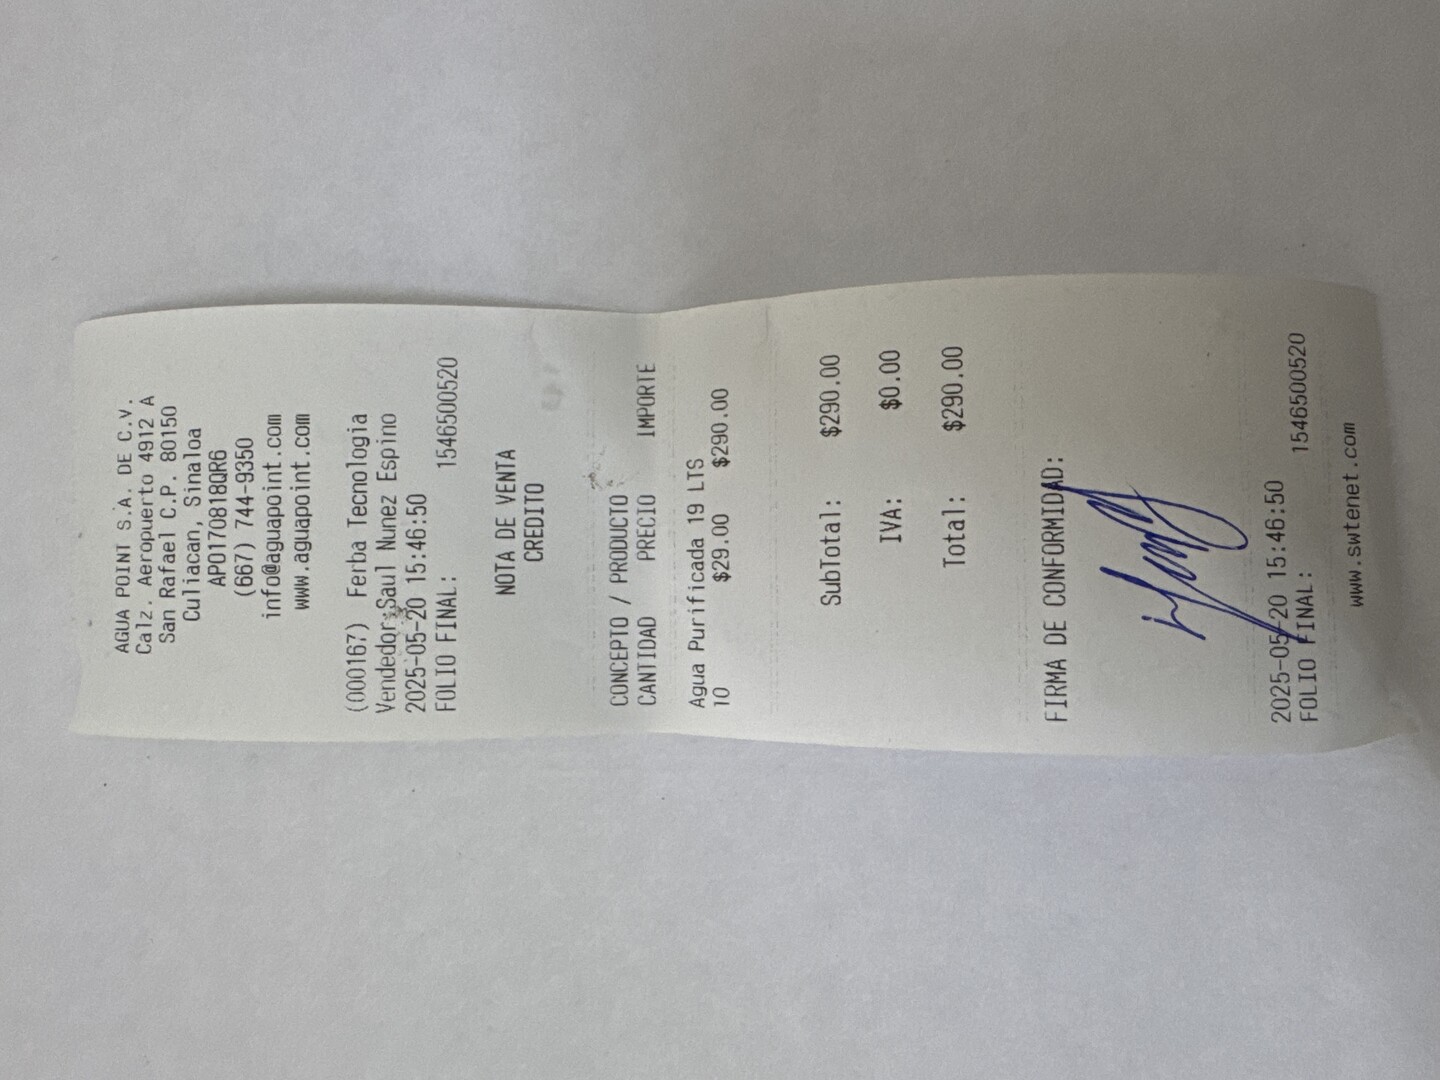 AGUA POINT S.A. DE C.V.
Calz. Aeropuerto 4912 A
San Rafael C.P. 80150
Culiacan, Sinaloa
APO170818QR6
(667) 744-9350
info@aguapoint.com
www.aguapoint.com
(000167) Ferba Tecnologia
Vendedor:Saul Nunez Espino
2025-05-20 15:46:50
FOLIO FINAL: 1546500520
NOTA DE VENTA
CREDITO
CONCEPTO / PRODUCTO
CANTIDAD PRECIO IMPORTE
Agua Purificada 19 LTS
10 $29.00 $290.00
SubTotal: $290.00
IVA: $0.00
Total: $290.00
FIRMA DE CONFORMIDAD:
2025-05-20 15:46:50
FOLIO FINAL: 1546500520
www.swtenet.com